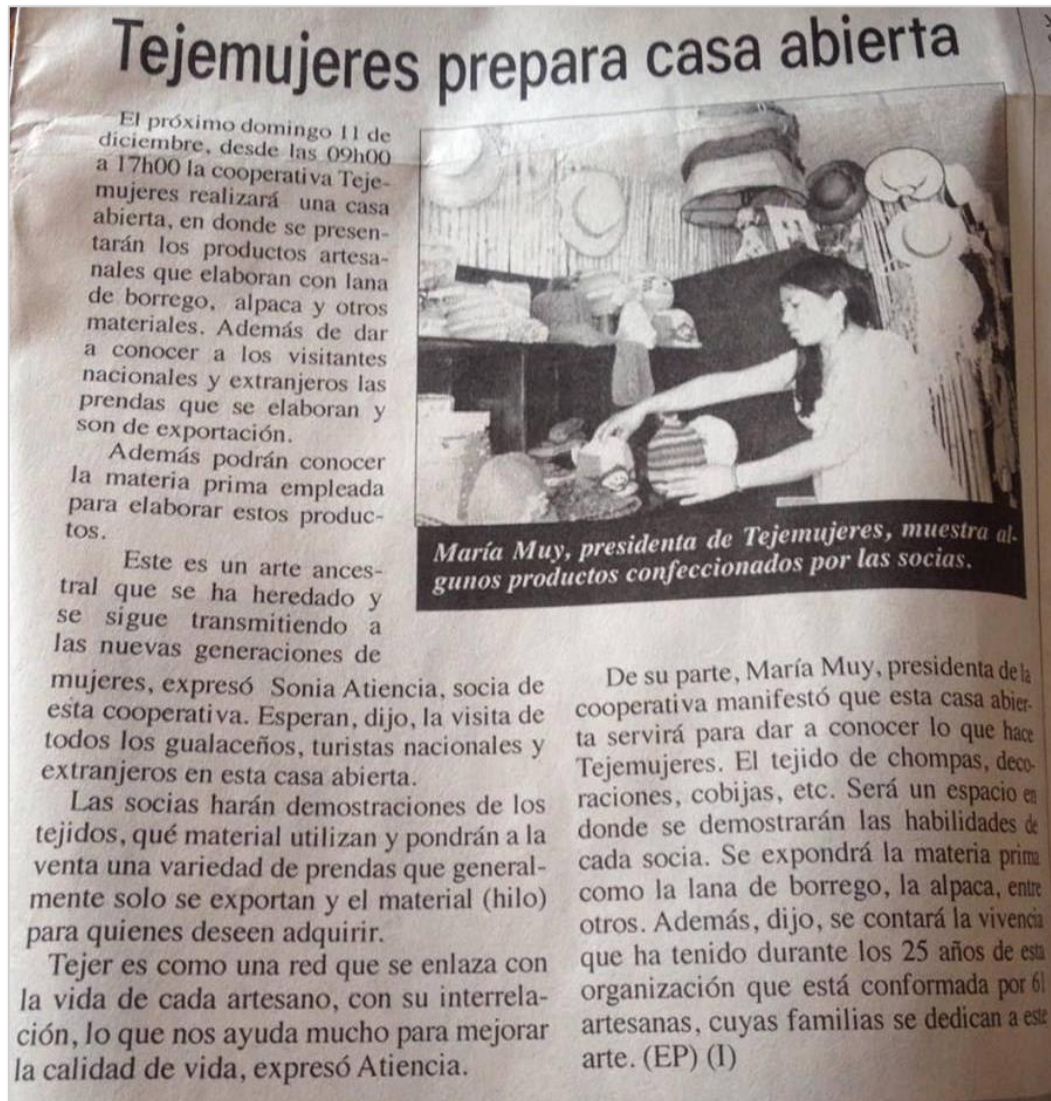 Tejemujeres prepara casa abierta
El próximo domingo 11 de
diciembre, desde las 09h00
a 17h00 la cooperativa Teje-
mujeres realizará una casa
abierta, en donde se presen-
tarán los productos artesa-
nales que elaboran con lana
de borrego, alpaca y otros
materiales. Además de dar
a conocer a los visitantes
nacionales y extranjeros las
prendas que se elaboran y
son de exportación.
Además podrán conocer
la materia prima empleada
para elaborar estos produc-
tos.
Este es un arte ances-
tral que se ha heredado y
se sigue transmitiendo a
las nuevas generaciones de
mujeres, expresó Sonia Atiencia, socia de
esta cooperativa. Esperan, dijo, la visita de
todos los gualaceños, turistas nacionales y
extranjeros en esta casa abierta.
Las socias harán demostraciones de los
tejidos, qué material utilizan y pondrán a la
venta una variedad de prendas que general-
mente solo se exportan y el material (hilo)
para quienes deseen adquirir.
Tejer es como una red que se enlaza con
la vida de cada artesano, con su interrela-
ción, lo que nos ayuda mucho para mejorar
la calidad de vida, expresó Atiencia.
María Muy, presidenta de Tejemujeres, muestra al-
gunos productos confeccionados por las socias.
De su parte, María Muy, presidenta de la
cooperativa manifestó que esta casa abier-
ta servirá para dar a conocer lo que hace
Tejemujeres. El tejido de chompas, deco-
raciones, cobijas, etc. Será un espacio en
donde se demostrarán las habilidades de
cada socia. Se expondrá la materia prima
como la lana de borrego, la alpaca, entre
otros. Además, dijo, se contará la vivencia
que ha tenido durante los 25 años de esta
organización que está conformada por 61
artesanas, cuyas familias se dedican a este
arte. (EP) (I)